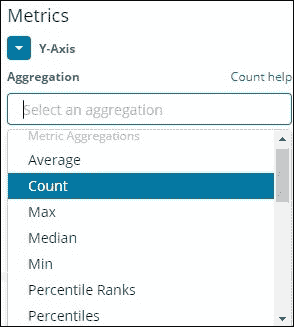 Metrics
Y-Axis
Aggregation Count help
Select an aggregation
Metric Aggregations
Average
Count
Max
Median
Min
Percentile Ranks
Percentiles